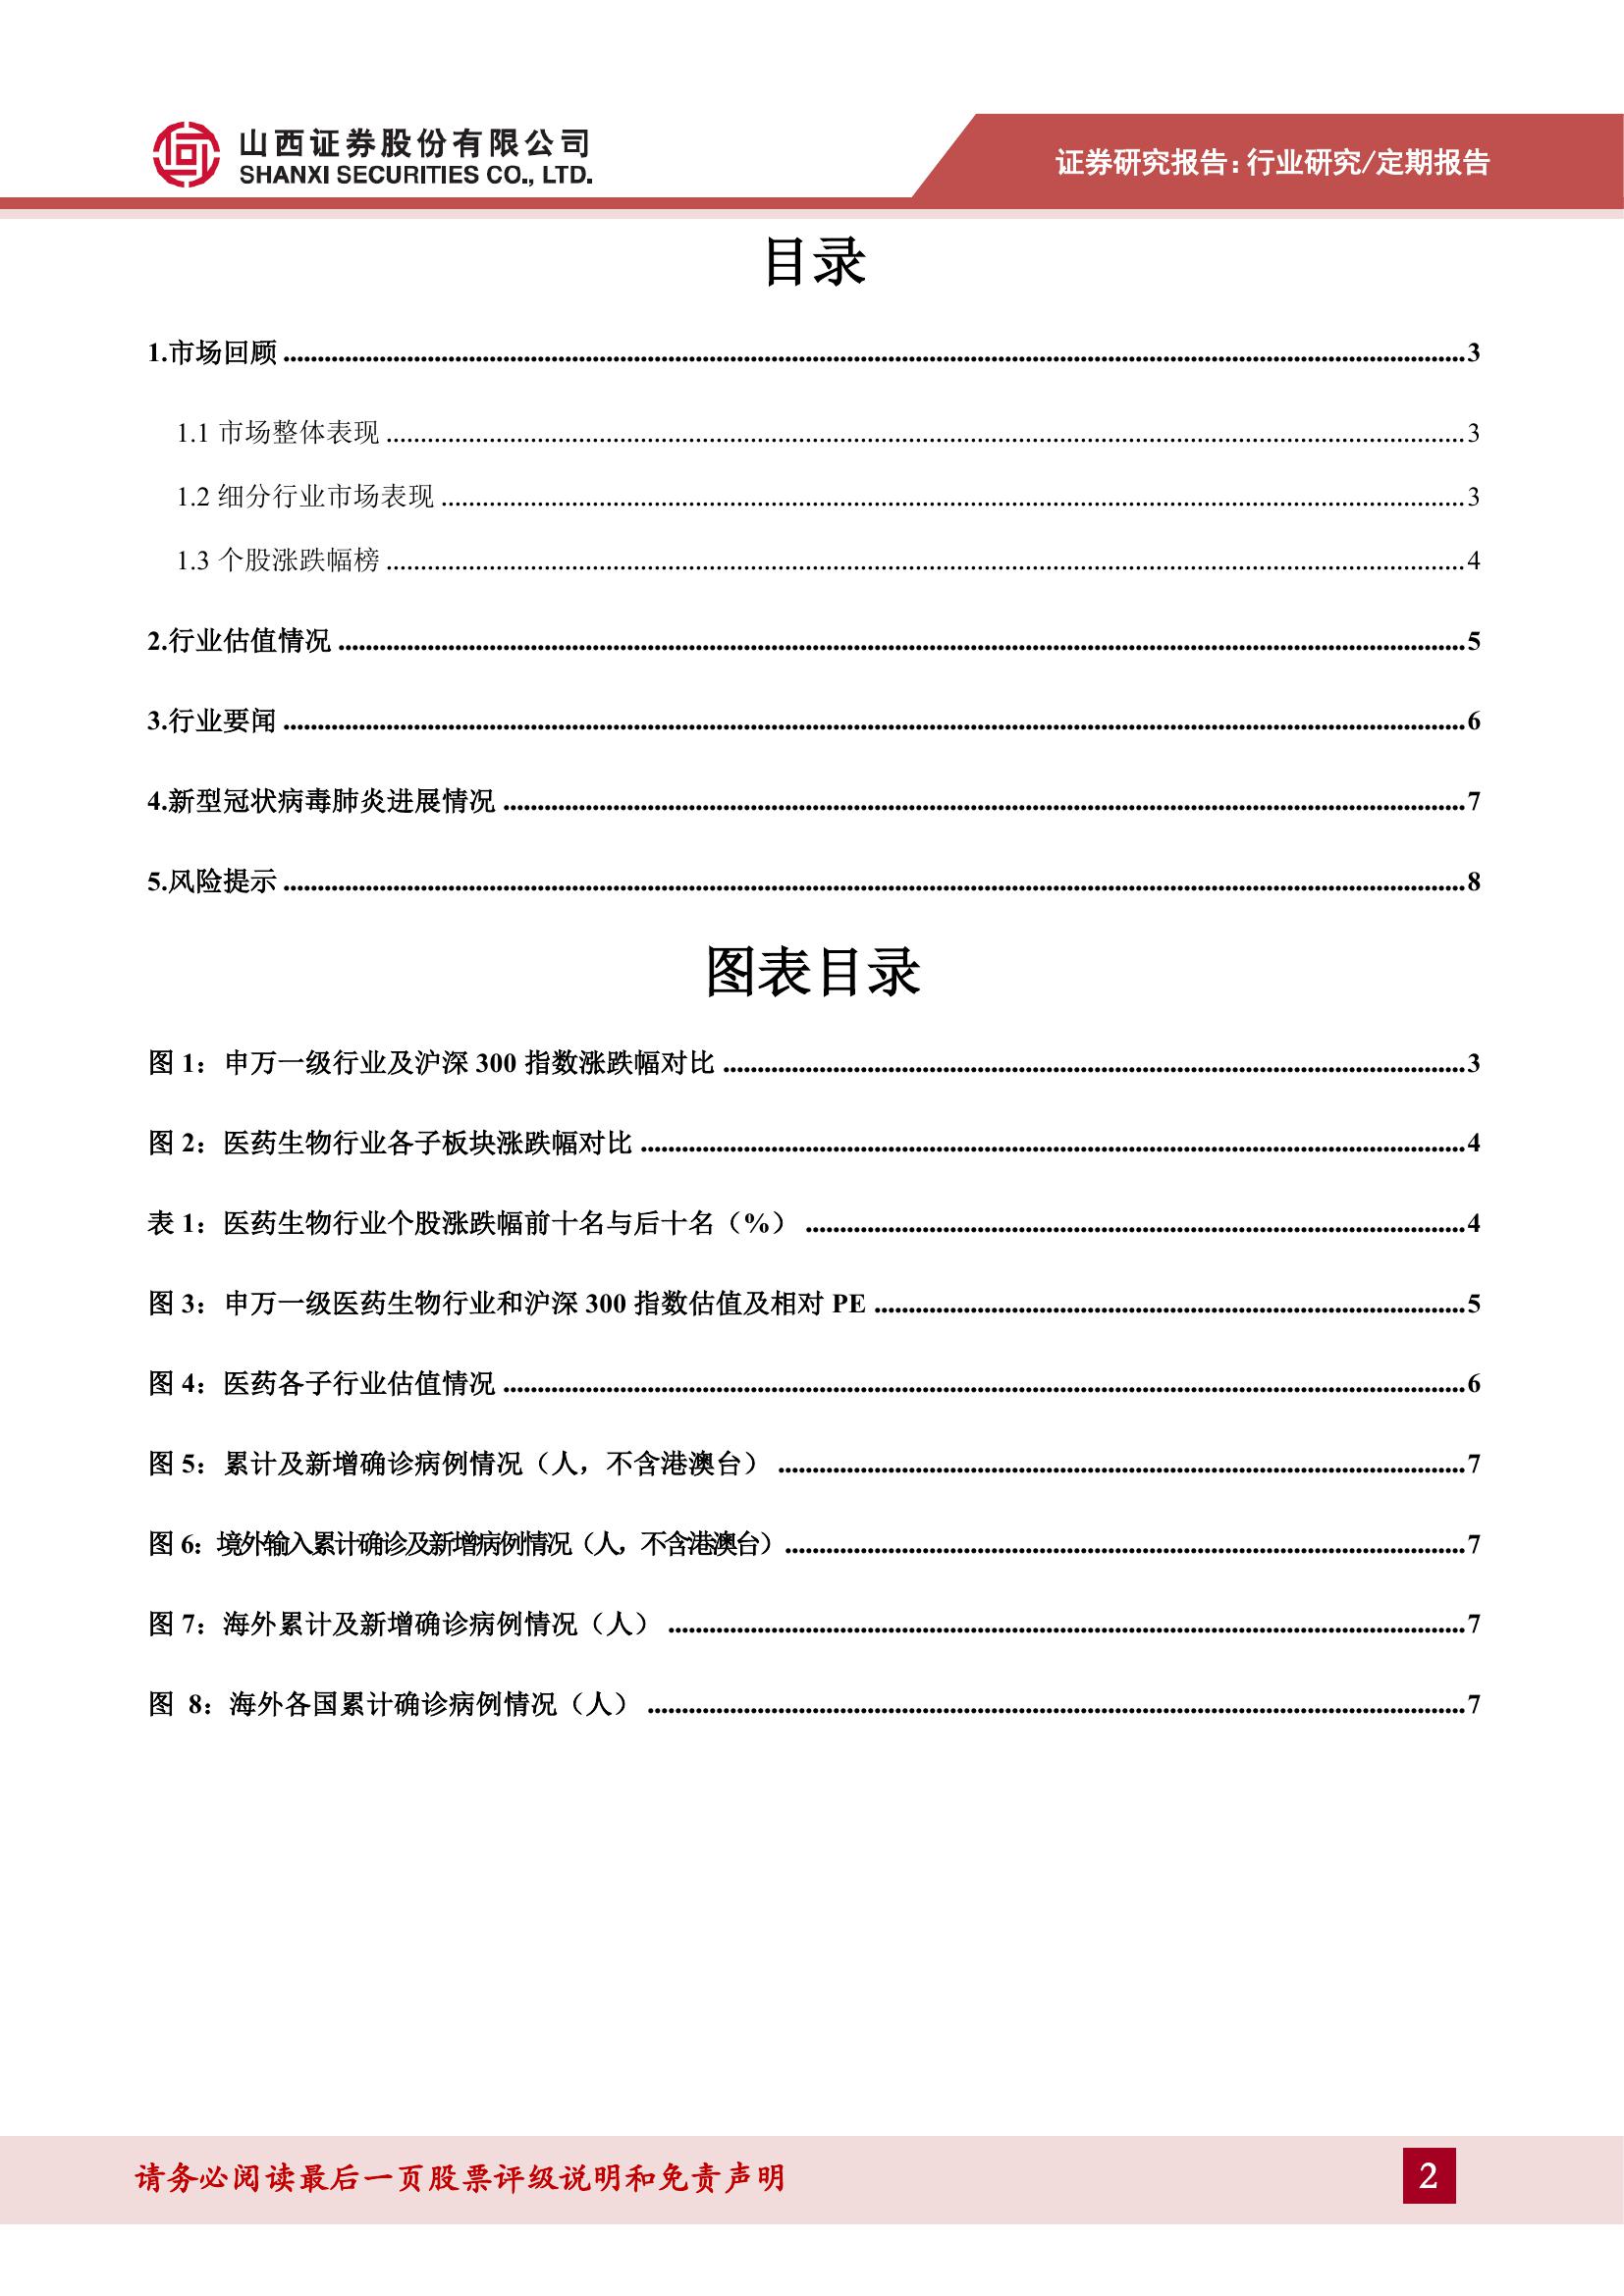 山西证券股份有限公司
SHANXI SECURITIES CO., LTD.
证券研究报告：行业研究/定期报告
目录
1.市场回顾 3
1.1 市场整体表现 3
1.2 细分行业市场表现 3
1.3 个股涨跌幅榜 4
2.行业估值情况 5
3.行业要闻 6
4.新型冠状病毒肺炎进展情况 7
5.风险提示 8
图表目录
图 1：申万一级行业及沪深 300 指数涨跌幅对比 3
图 2：医药生物行业各子板块涨跌幅对比 4
表 1：医药生物行业个股涨跌幅前十名与后十名（%） 4
图 3：申万一级医药生物行业和沪深 300 指数估值及相对 PE 5
图 4：医药各子行业估值情况 6
图 5：累计及新增确诊病例情况（人，不含港澳台） 7
图 6：境外输入累计确诊及新增病例情况（人，不含港澳台） 7
图 7：海外累计及新增确诊病例情况（人） 7
图 8：海外各国累计确诊病例情况（人） 7
请务必阅读最后一页股票评级说明和免责声明
2